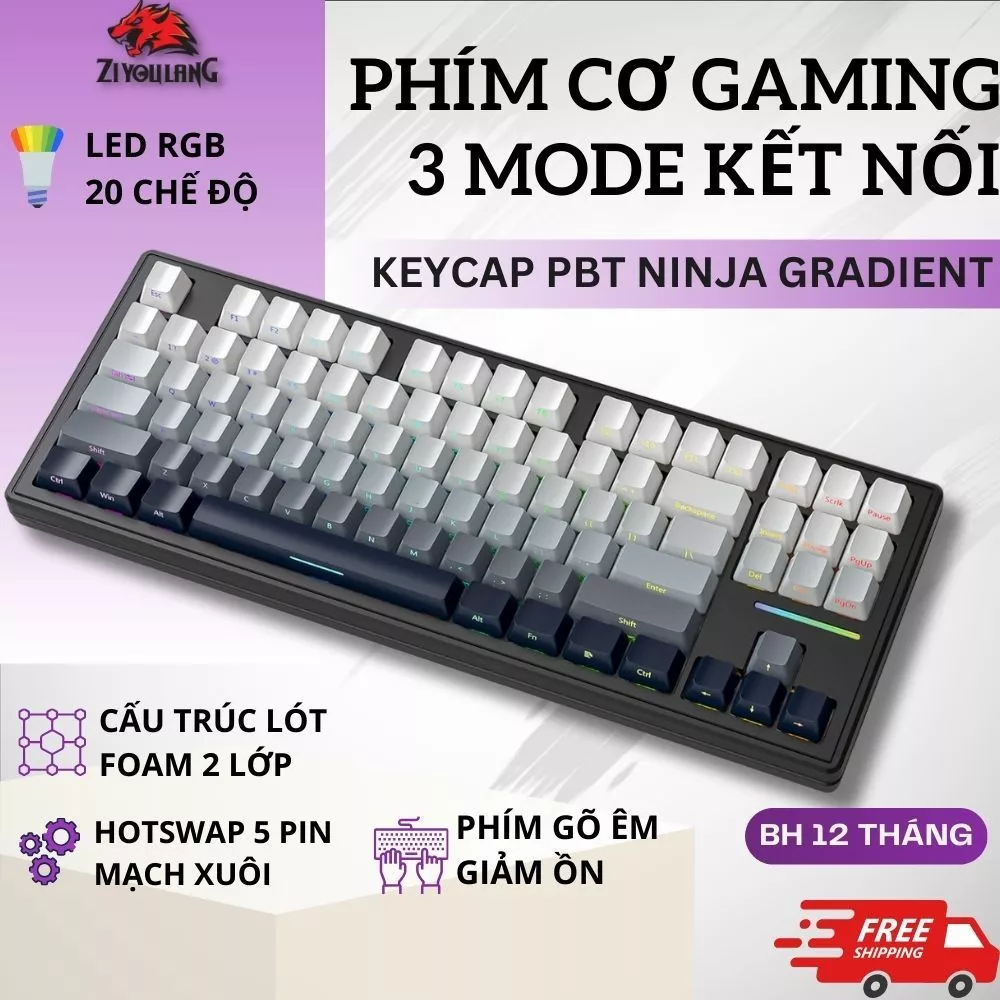 ZIYOULANG
LED RGB
20 CHẾ ĐỘ
PHÍM CƠ GAMING
3 MODE KẾT NỐI
KEYCAP PBT NINJA GRADIENT
Esc
F1
F2
Q
W
Backspace
Scrlk
Pause
Insert
PgUp
Del
PgDn
Enter
Shift
Z
X
C
V
B
N
M
Shift
Ctrl
Win
Alt
Alt
Fn
Ctrl
CẤU TRÚC LÓT
FOAM 2 LỚP
HOTSWAP 5 PIN
MẠCH XUÔI
PHÍM GÕ ÊM
GIẢM ỒN
BH 12 THÁNG
FREE
SHIPPING